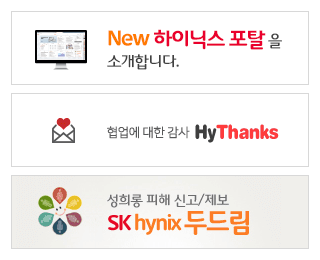 New 하이닉스 포탈 을
소개합니다.
협업에 대한 감사 HyThanks
성희롱 피해 신고/제보
SK hynix 두드림